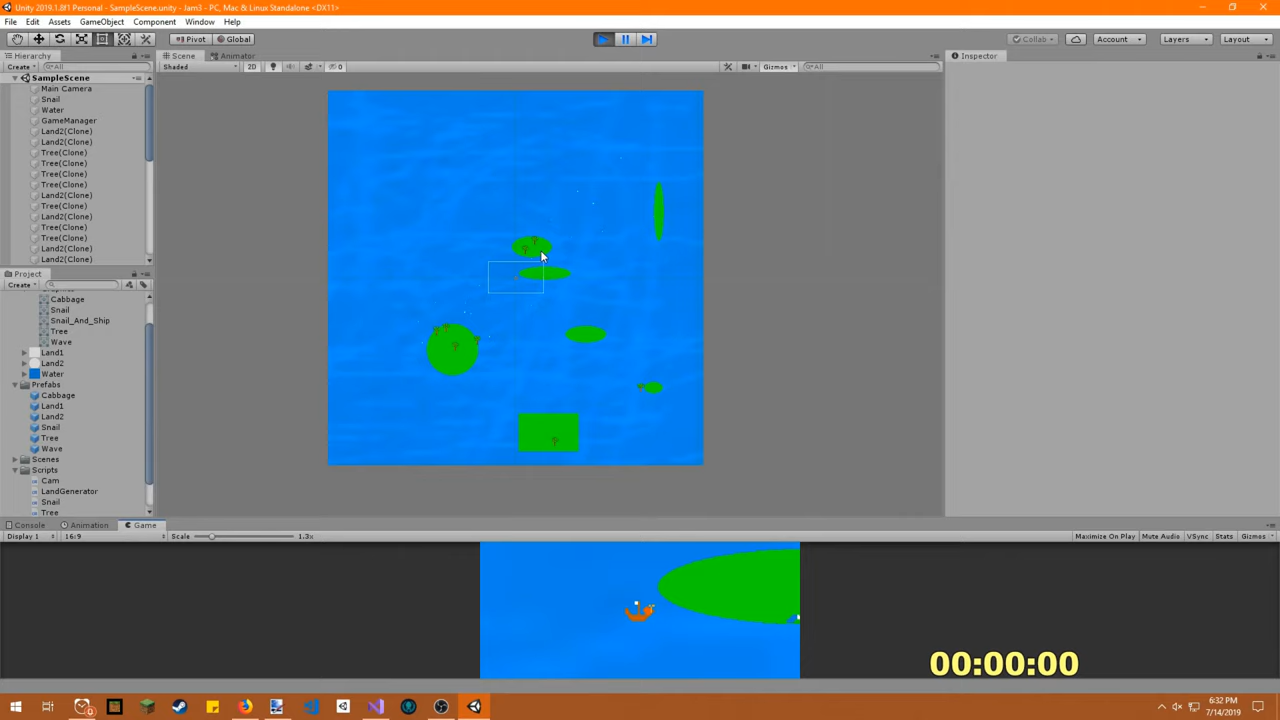 Unity 2019.1.8f1 Personal - SampleScene.unity - Jam3 - PC, Mac & Linux Standalone <DX11>
File Edit Assets GameObject Component Window Help
Pivot Global Collab Account Layers Layout
Hierarchy Scene Animator Inspector
Create All Shaded 2D 0 Gizmos All
SampleScene
Main Camera
Snail
Water
GameManager
Land2(Clone)
Land2(Clone)
Tree(Clone)
Tree(Clone)
Tree(Clone)
Tree(Clone)
Land2(Clone)
Tree(Clone)
Land2(Clone)
Tree(Clone)
Tree(Clone)
Land2(Clone)
Land2(Clone)
Project
Create
Cabbage
Snail
Snail_And_Ship
Tree
Wave
Land1
Land2
Water
Prefabs
Cabbage
Land1
Land2
Snail
Tree
Wave
Scenes
Scripts
Cam
LandGenerator
Snail
Tree
Console Animation Game
Display 1 16:9 Scale 1.3x Maximize On Play Mute Audio VSync Stats Gizmos
00:00:00
6:32 PM
7/14/2019